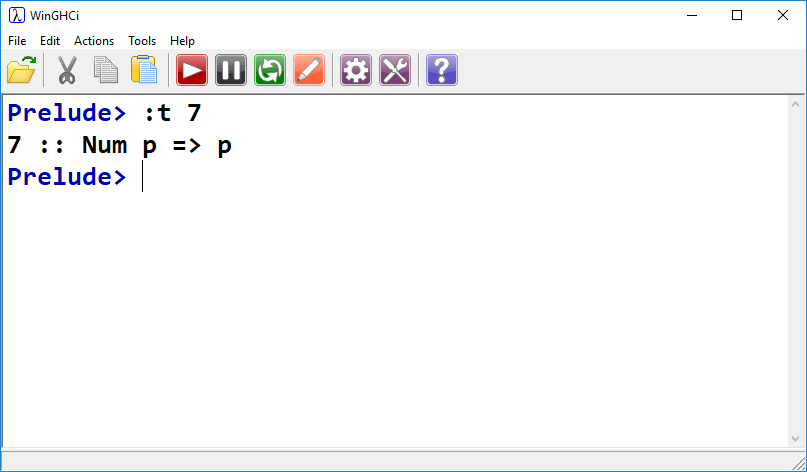 WinGHCi
File Edit Actions Tools Help
Prelude> :t 7
7 :: Num p => p
Prelude>